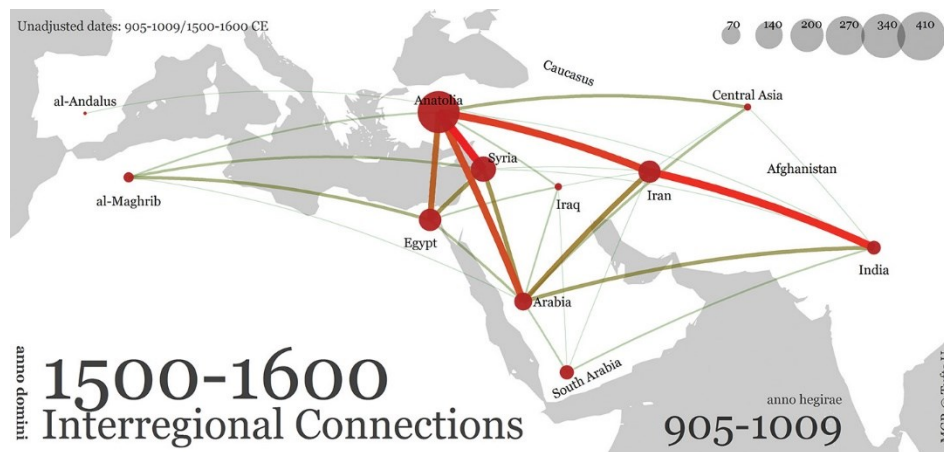 Unadjusted dates: 905-1009/1500-1600 CE
70 140 200 270 340 410
Caucasus
al-Andalus
Anatolia
Central Asia
Syria
Afghanistan
al-Maghrib
Iraq
Iran
Egypt
India
Arabia
South Arabia
anno domini
1500-1600
Interregional Connections
anno hegirae
905-1009